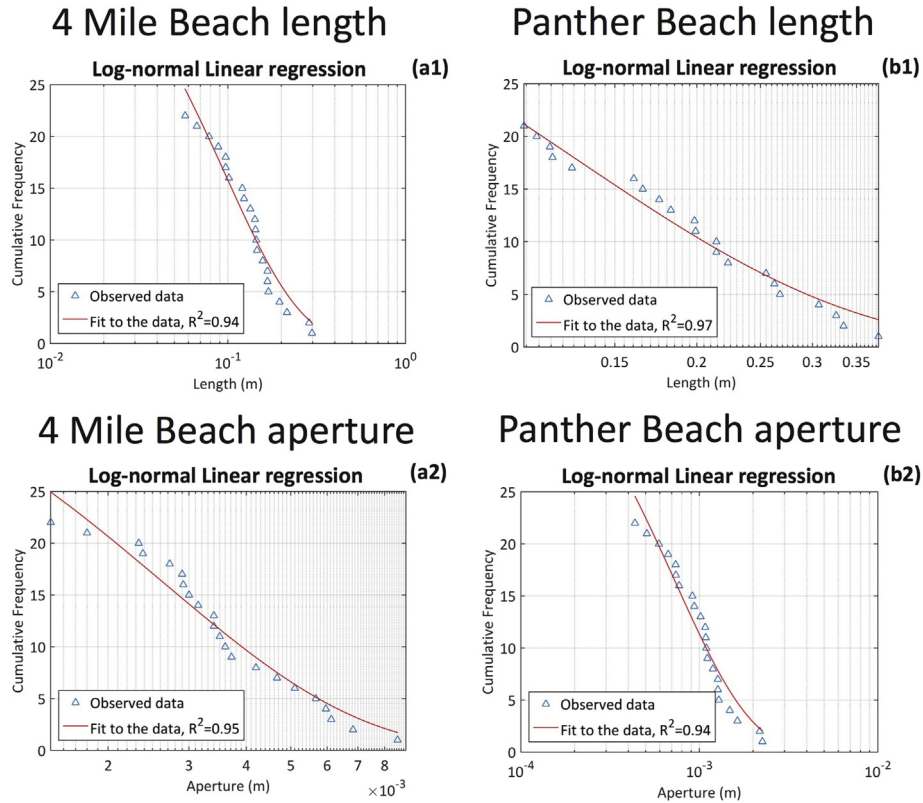 4 Mile Beach length
Log-normal Linear regression (a1)
Cumulative Frequency
25
20
15
10
5
0
Observed data
Fit to the data, R²=0.94
10⁻² 10⁻¹ 10⁰
Length (m)
Panther Beach length
Log-normal Linear regression (b1)
Cumulative Frequency
25
20
15
10
5
0
Observed data
Fit to the data, R²=0.97
0.15 0.2 0.25 0.3 0.35
Length (m)
4 Mile Beach aperture
Log-normal Linear regression (a2)
Cumulative Frequency
25
20
15
10
5
0
Observed data
Fit to the data, R²=0.95
2 3 4 5 6 7 8
Aperture (m) ×10⁻³
Panther Beach aperture
Log-normal Linear regression (b2)
Cumulative Frequency
25
20
15
10
5
0
Observed data
Fit to the data, R²=0.94
10⁻⁴ 10⁻³ 10⁻²
Aperture (m)